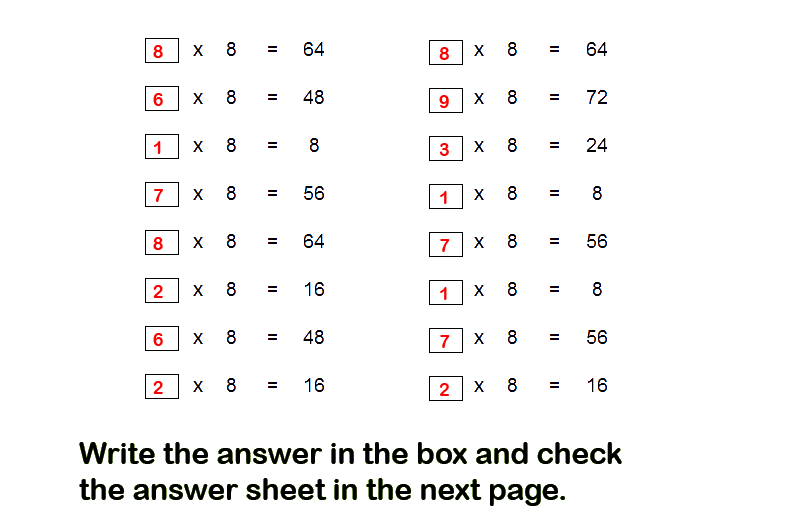 8 x 8 = 64 8 x 8 = 64
6 x 8 = 48 9 x 8 = 72
1 x 8 = 8 3 x 8 = 24
7 x 8 = 56 1 x 8 = 8
8 x 8 = 64 7 x 8 = 56
2 x 8 = 16 1 x 8 = 8
6 x 8 = 48 7 x 8 = 56
2 x 8 = 16 2 x 8 = 16
Write the answer in the box and check
the answer sheet in the next page.